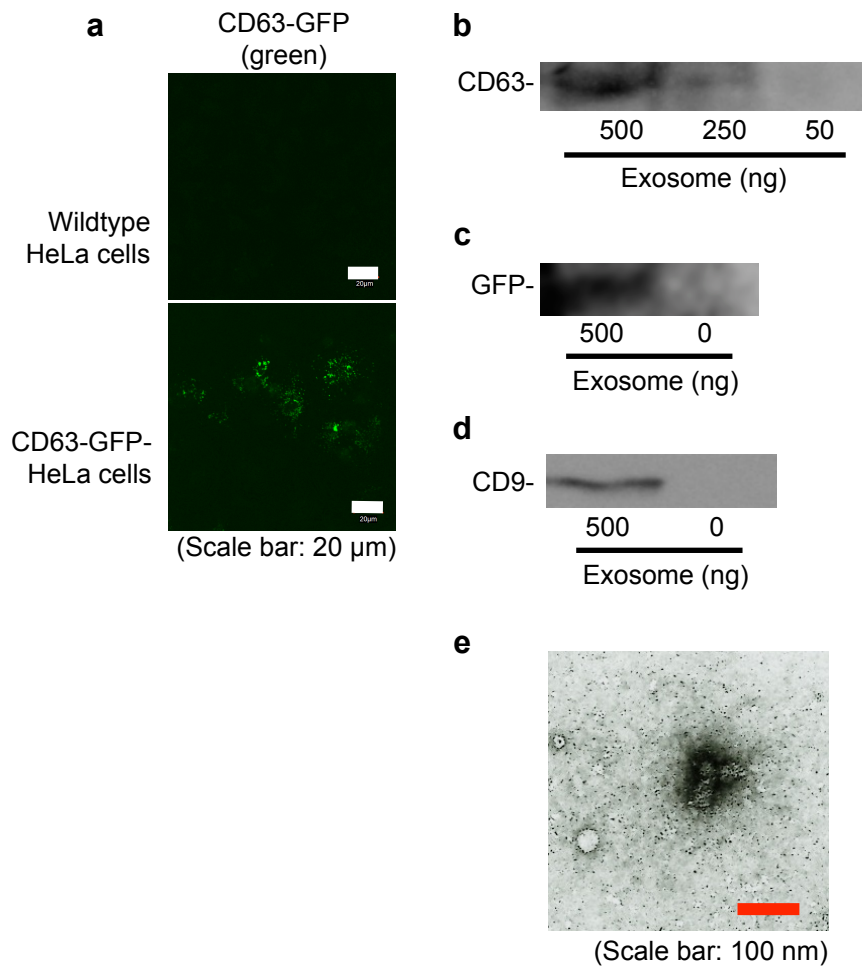 a
CD63-GFP
(green)
Wildtype
HeLa cells
20µm
CD63-GFP-
HeLa cells
20µm
(Scale bar: 20 µm)
b
CD63-
500 250 50
Exosome (ng)
c
GFP-
500 0
Exosome (ng)
d
CD9-
500 0
Exosome (ng)
e
(Scale bar: 100 nm)